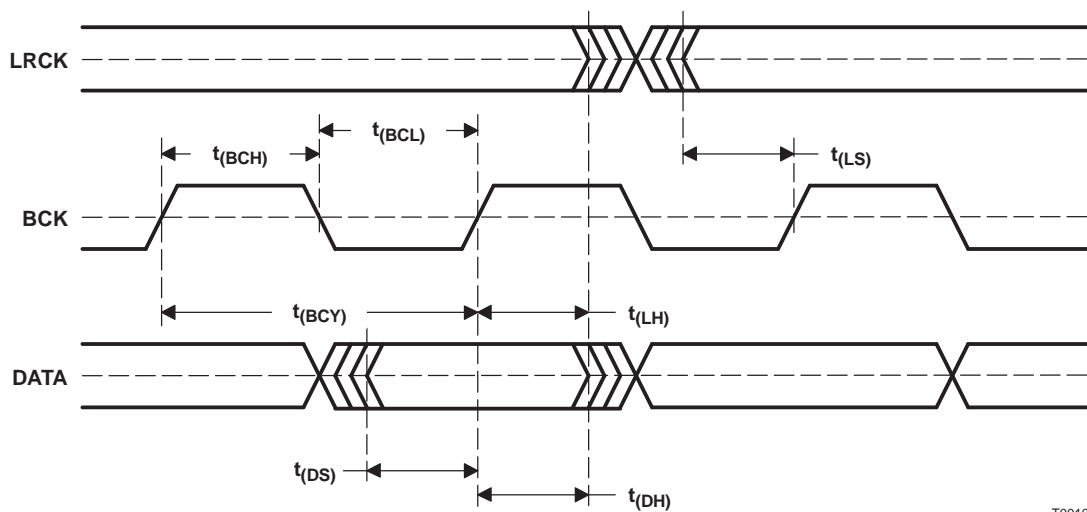 LRCK
t(BCL)
t(BCH)
t(LS)
BCK
t(BCY)
t(LH)
DATA
t(DS)
t(DH)